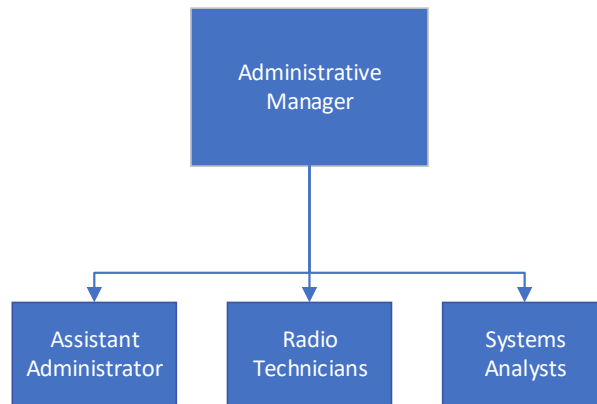 Administrative
Manager
Assistant
Administrator
Radio
Technicians
Systems
Analysts